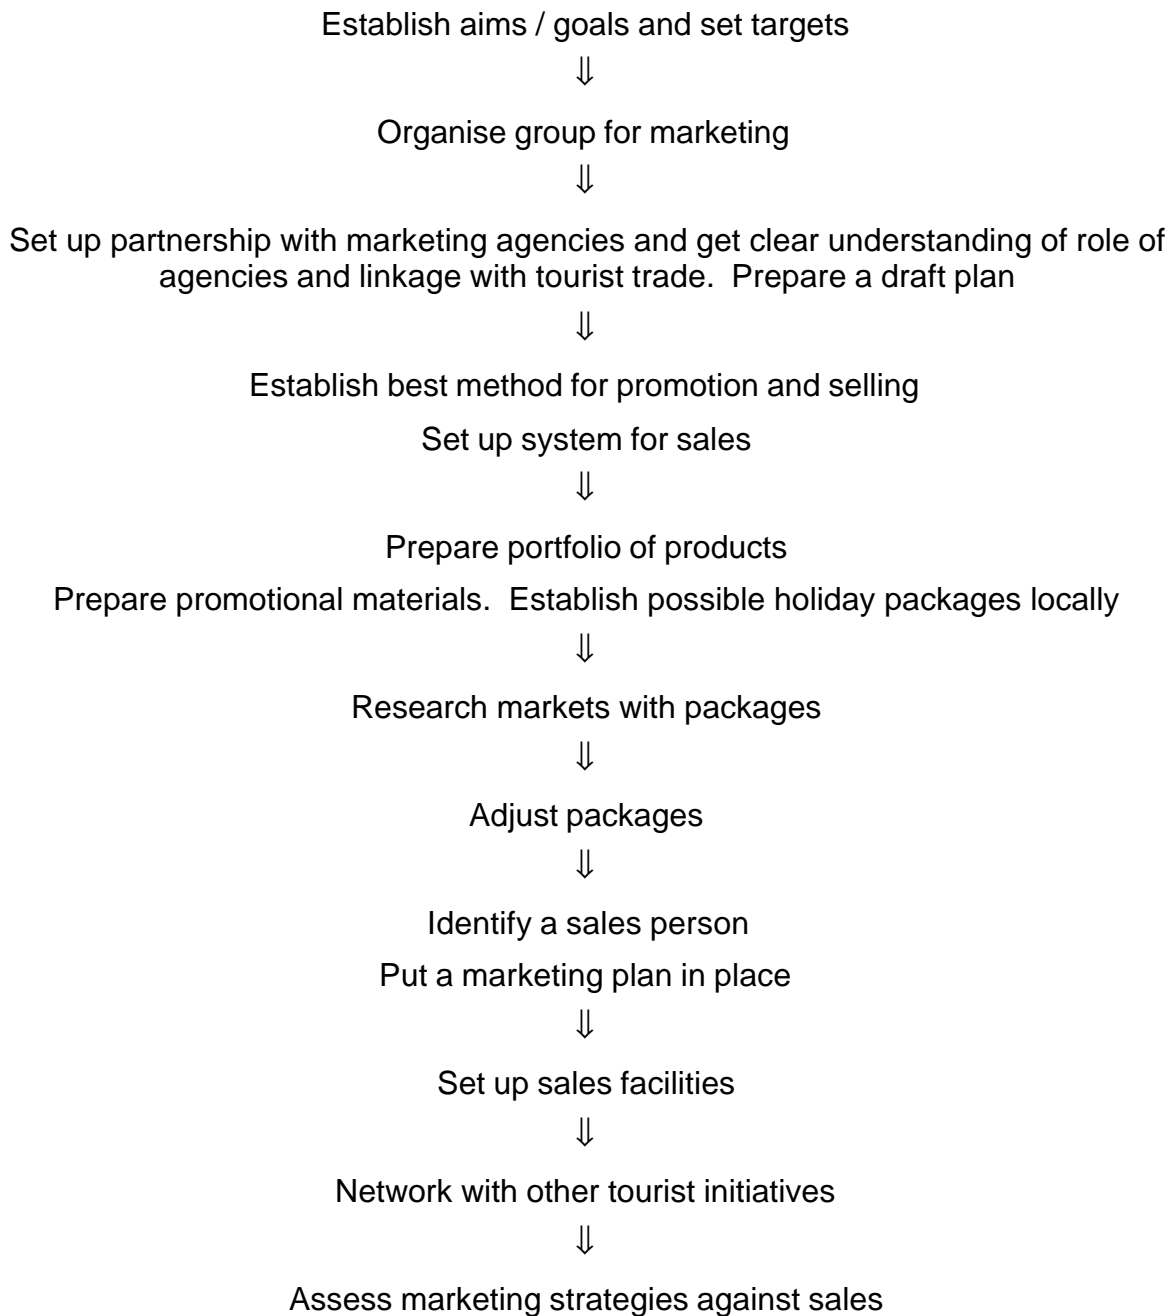 Establish aims / goals and set targets
⇓
Organise group for marketing
⇓
Set up partnership with marketing agencies and get clear understanding of role of
agencies and linkage with tourist trade.  Prepare a draft plan
⇓
Establish best method for promotion and selling
Set up system for sales
⇓
Prepare portfolio of products
Prepare promotional materials.  Establish possible holiday packages locally
⇓
Research markets with packages
⇓
Adjust packages
⇓
Identify a sales person
Put a marketing plan in place
⇓
Set up sales facilities
⇓
Network with other tourist initiatives
⇓
Assess marketing strategies against sales